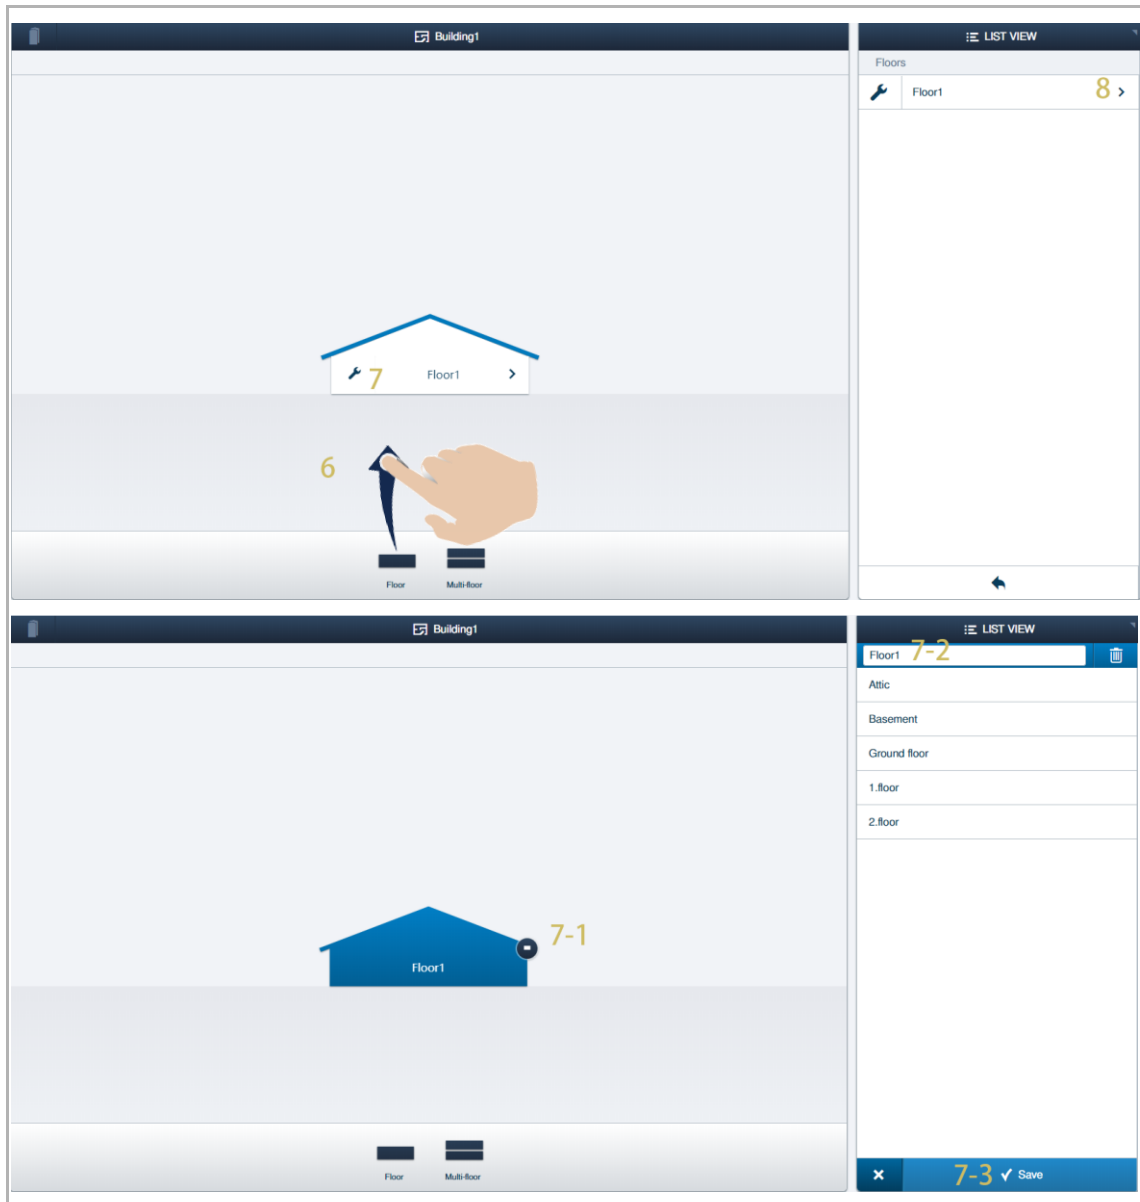 Building1
LIST VIEW
Floors
Floor1
8
7
Floor1
6
Floor
Multi-floor
Building1
LIST VIEW
Floor1
7-2
Attic
Basement
Ground floor
1.floor
2.floor
7-1
Floor1
Floor
Multi-floor
7-3
Save